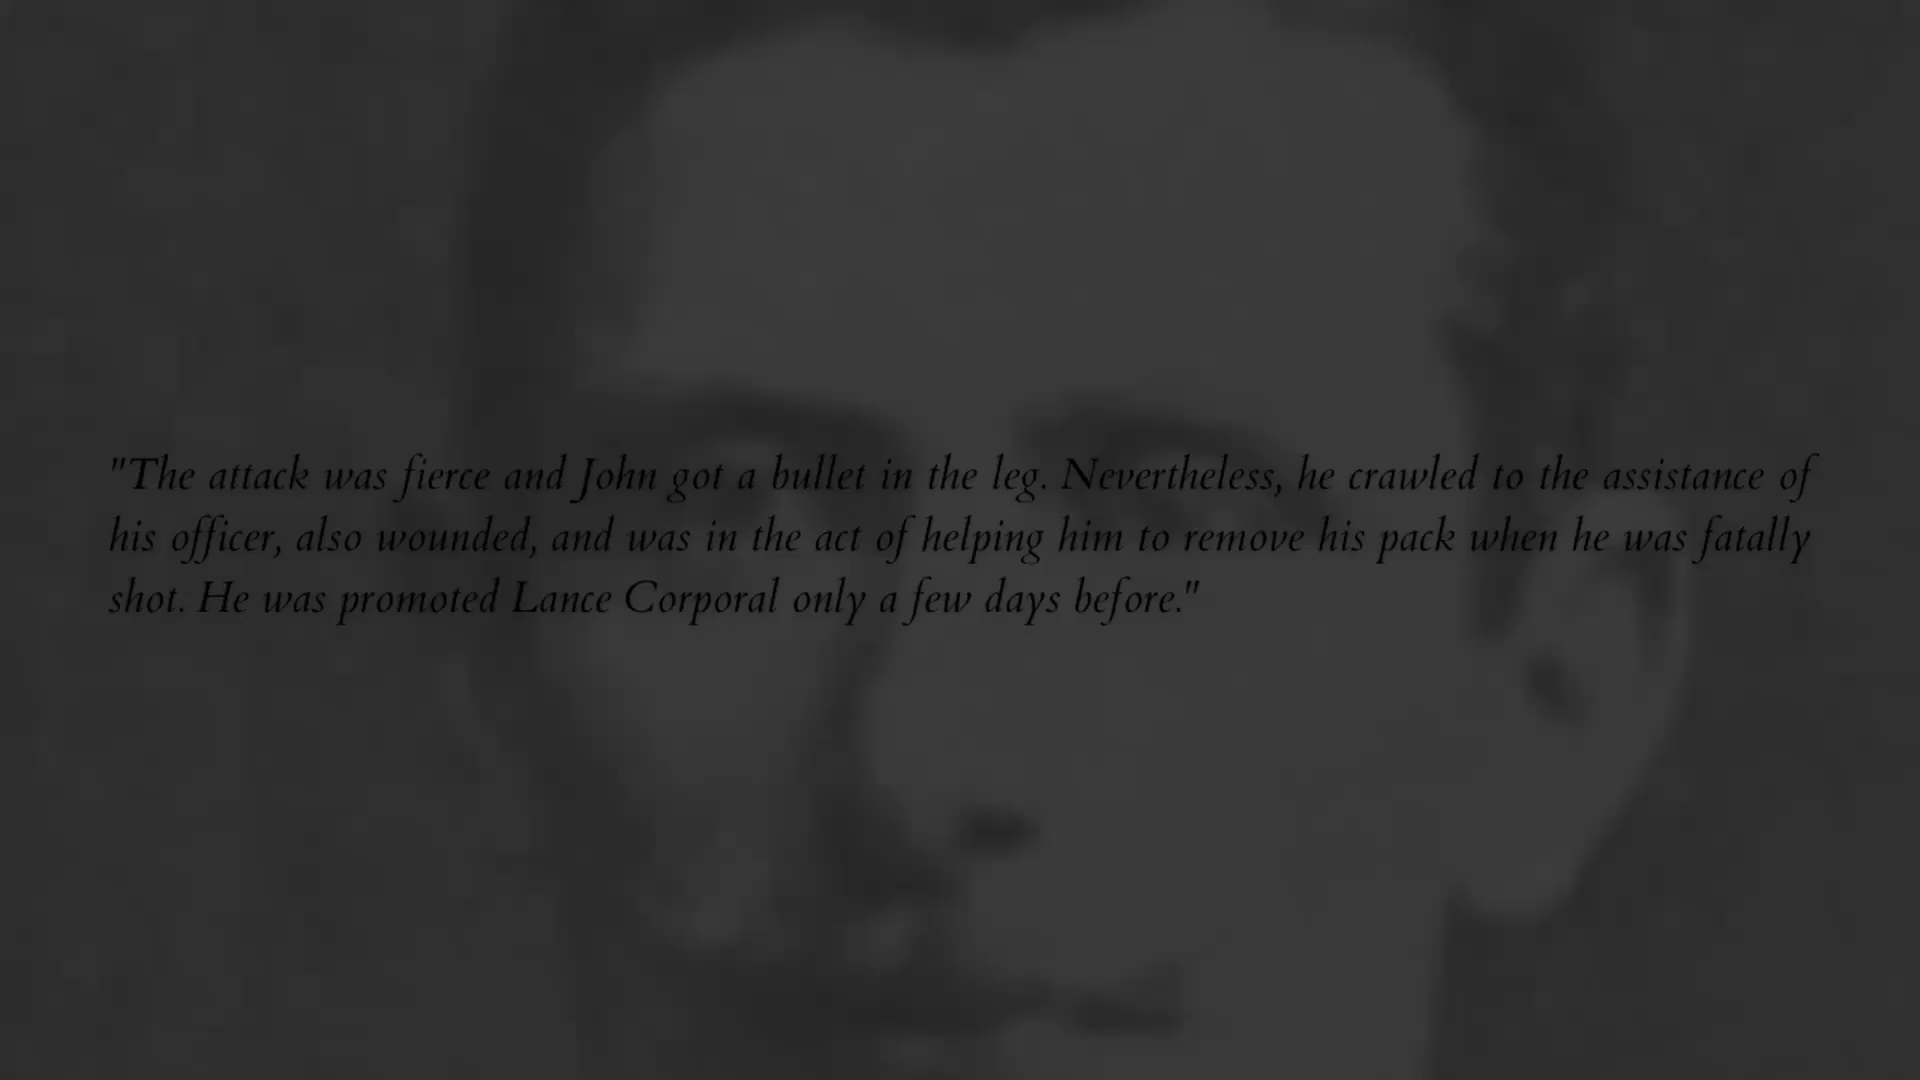 "The attack was fierce and John got a bullet in the leg. Nevertheless, he crawled to the assistance of
his officer, also wounded, and was in the act of helping him to remove his pack when he was fatally
shot. He was promoted Lance Corporal only a few days before."